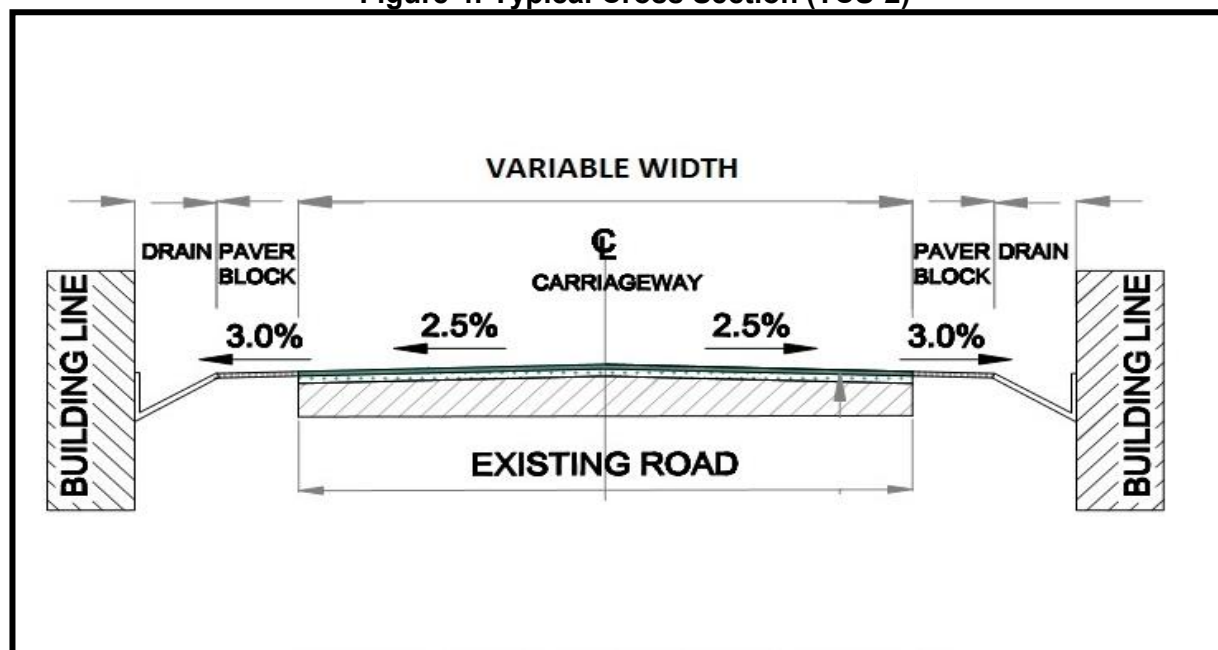 Figure 4: Typical Cross Section (TCS-2)
VARIABLE WIDTH
DRAIN
PAVER
BLOCK
℄
CARRIAGEWAY
PAVER
BLOCK
DRAIN
3.0%
2.5%
2.5%
3.0%
BUILDING LINE
BUILDING LINE
EXISTING ROAD